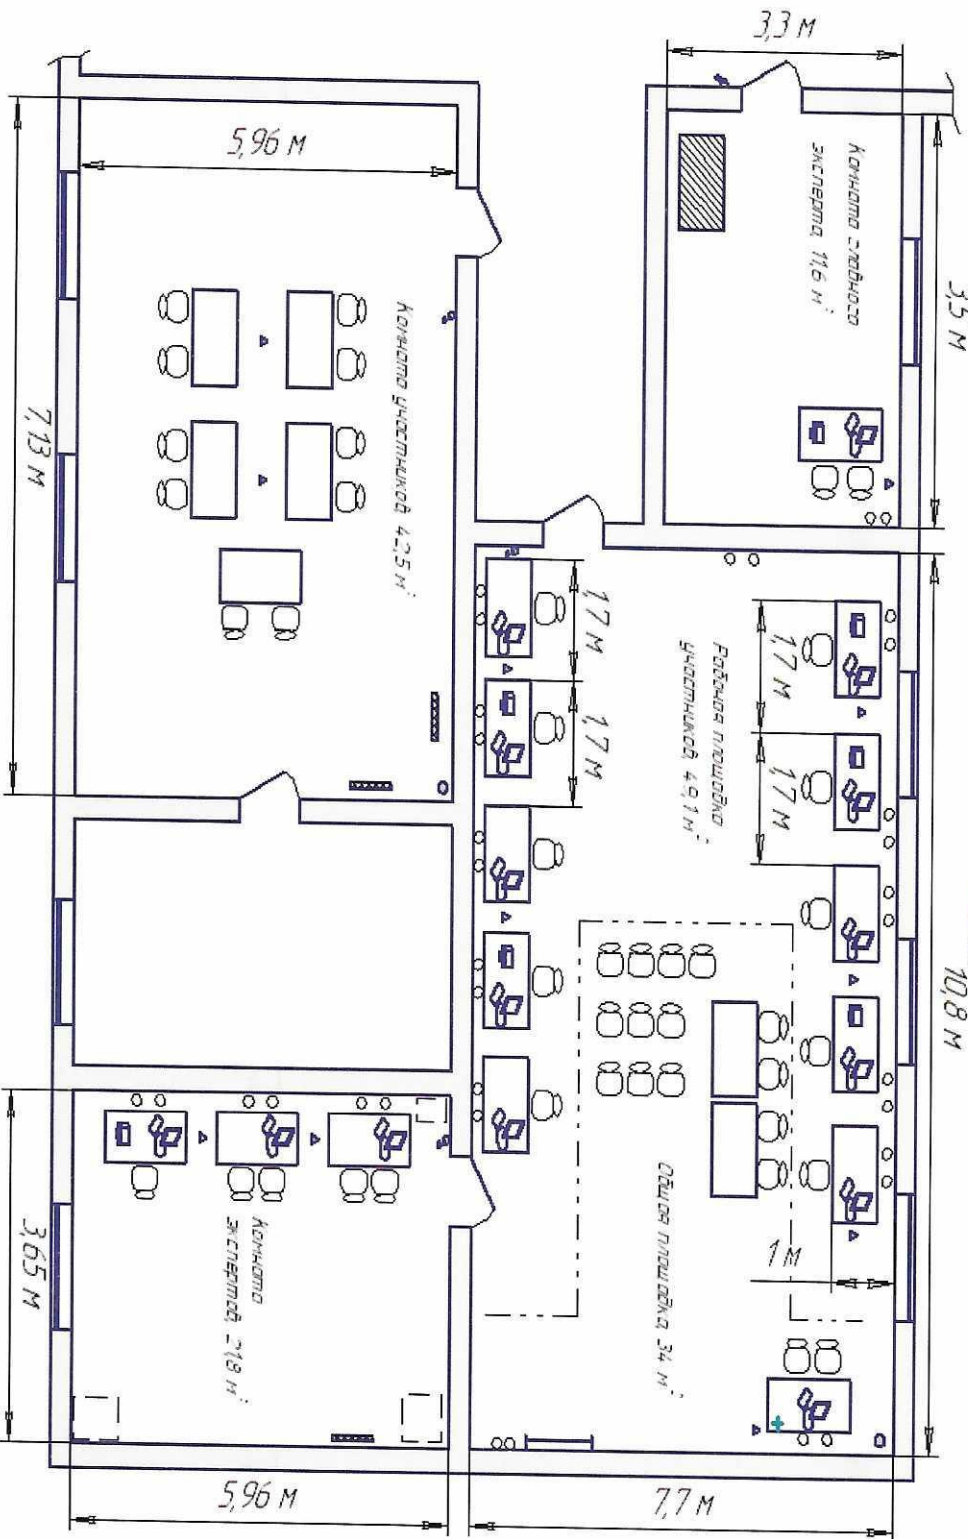 3,3 м
Комната главного
эксперта, 11,6 м²
3,5 м
5,96 м
Комната участников 42,5 м²
7,13 м
1,7 м
1,7 м
Рабочая площадка
участников, 49,1 м²
1,7 м
1,7 м
10,8 м
Общая площадка, 34 м²
1 м
Комната
экспертов, 21,8 м²
3,65 м
5,96 м
7,7 м